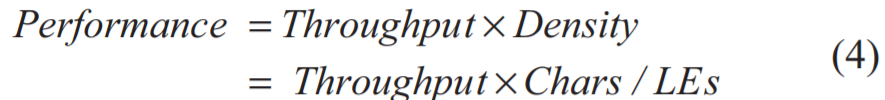 Performance = Throughput × Density
= Throughput × Chars / LEs
(4)